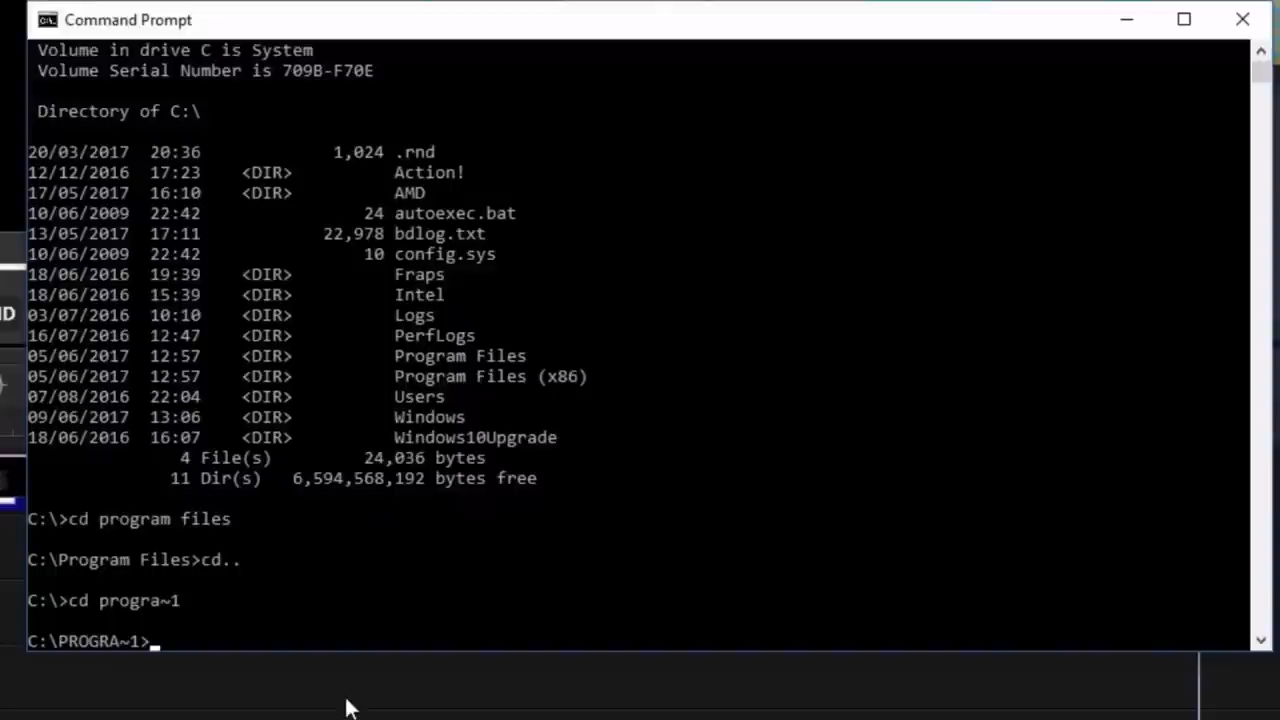 Command Prompt
Volume in drive C is System
Volume Serial Number is 709B-F70E
Directory of C:\
20/03/2017  20:36             1,024 .rnd
12/12/2016  17:23    <DIR>          Action!
17/05/2017  16:10    <DIR>          AMD
10/06/2009  22:42                24 autoexec.bat
13/05/2017  17:11            22,978 bdlog.txt
10/06/2009  22:42                10 config.sys
18/06/2016  19:39    <DIR>          Fraps
18/06/2016  15:39    <DIR>          Intel
03/07/2016  10:10    <DIR>          Logs
16/07/2016  12:47    <DIR>          PerfLogs
05/06/2017  12:57    <DIR>          Program Files
05/06/2017  12:57    <DIR>          Program Files (x86)
07/08/2016  22:04    <DIR>          Users
09/06/2017  13:06    <DIR>          Windows
18/06/2016  16:07    <DIR>          Windows10Upgrade
4 File(s)         24,036 bytes
11 Dir(s)   6,594,568,192 bytes free
C:\>cd program files
C:\Program Files>cd..
C:\>cd progra~1
C:\PROGRA~1>